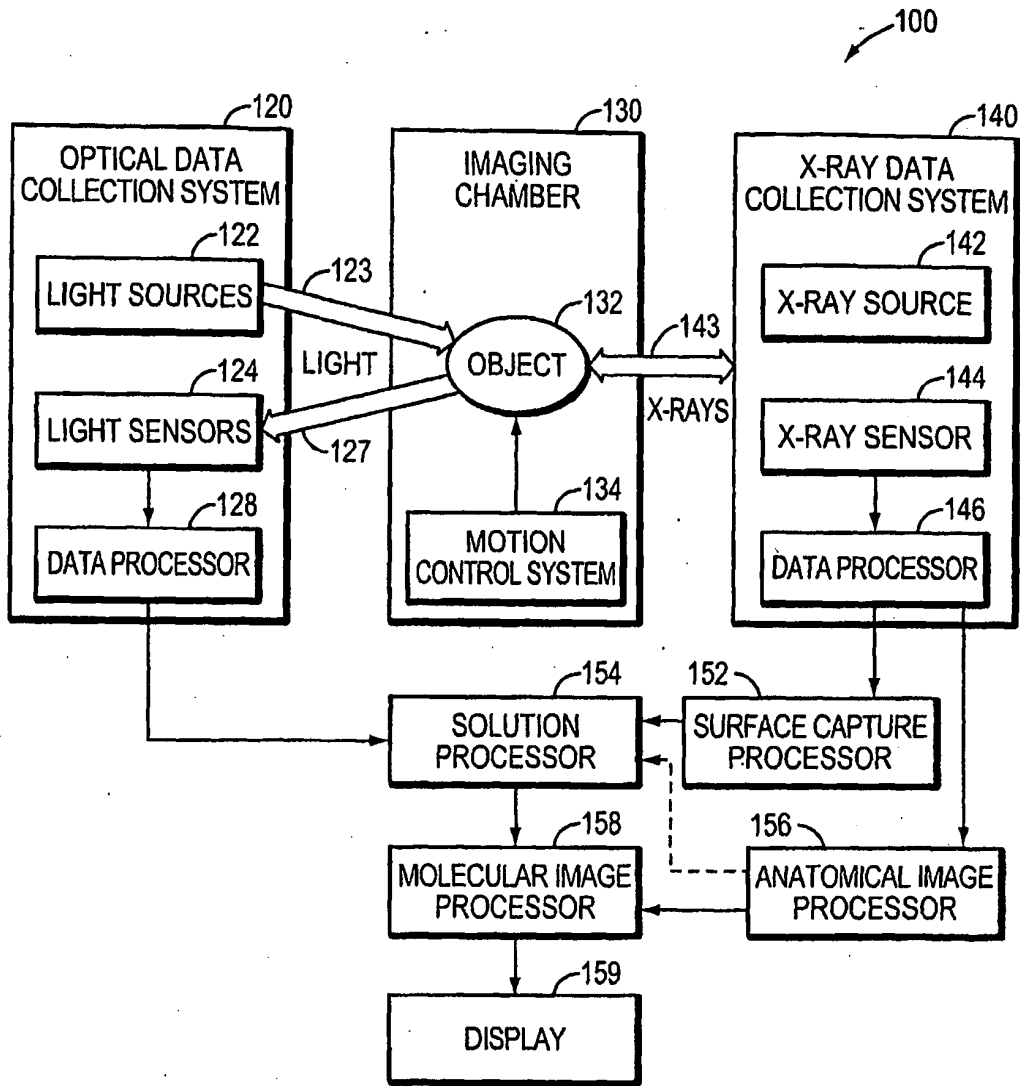 100
120
OPTICAL DATA
COLLECTION SYSTEM
122
LIGHT SOURCES
123
LIGHT
124
LIGHT SENSORS
127
128
DATA PROCESSOR
130
IMAGING
CHAMBER
132
OBJECT
134
MOTION
CONTROL SYSTEM
143
X-RAYS
140
X-RAY DATA
COLLECTION SYSTEM
142
X-RAY SOURCE
144
X-RAY SENSOR
146
DATA PROCESSOR
154
SOLUTION
PROCESSOR
152
SURFACE CAPTURE
PROCESSOR
158
MOLECULAR IMAGE
PROCESSOR
156
ANATOMICAL IMAGE
PROCESSOR
159
DISPLAY